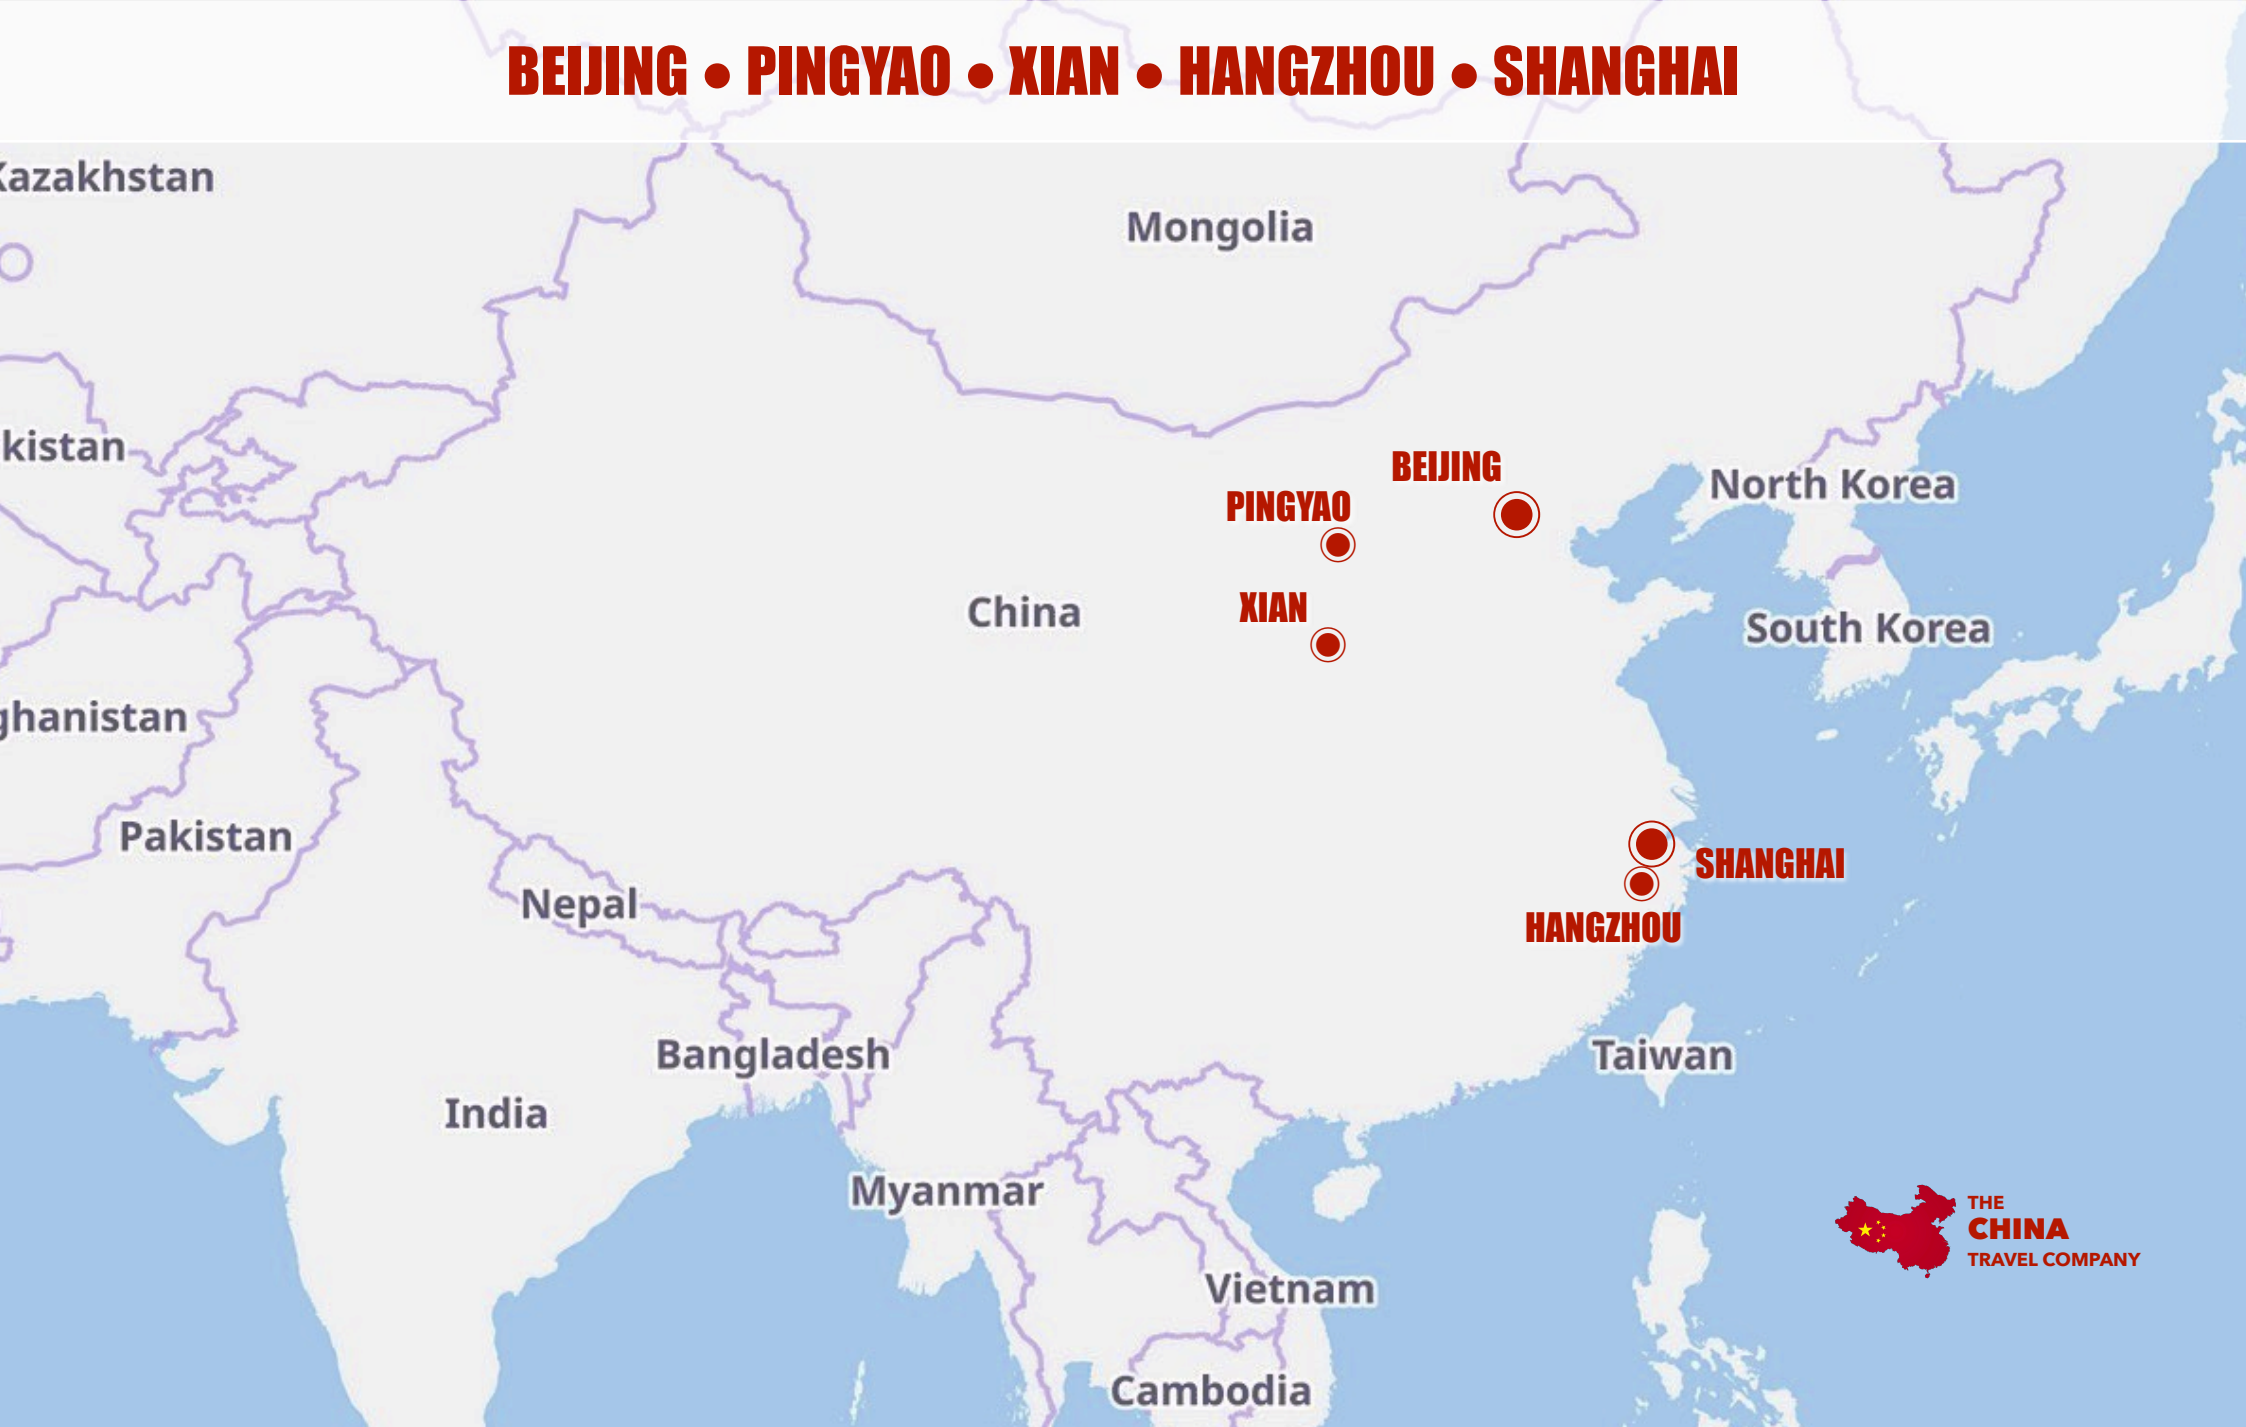 BEIJING • PINGYAO • XIAN • HANGZHOU • SHANGHAI
Kazakhstan
Mongolia
kistan
BEIJING
North Korea
PINGYAO
China
XIAN
South Korea
ghanistan
Pakistan
SHANGHAI
Nepal
HANGZHOU
Bangladesh
Taiwan
India
Myanmar
THE
CHINA
TRAVEL COMPANY
Vietnam
Cambodia